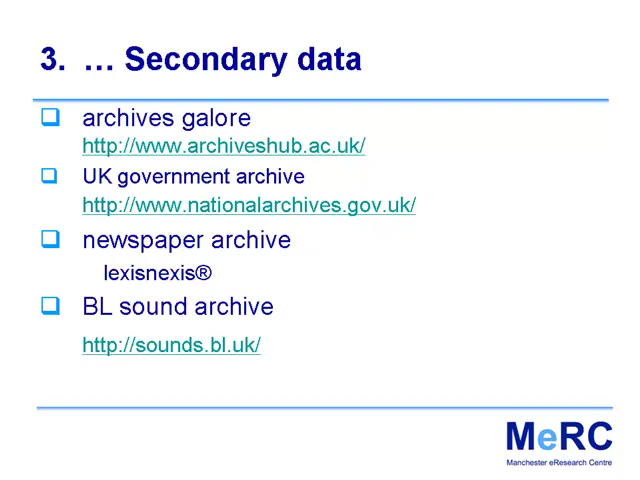 3. … Secondary data
❑ archives galore
http://www.archiveshub.ac.uk/
❑ UK government archive
http://www.nationalarchives.gov.uk/
❑ newspaper archive
lexisnexis®
❑ BL sound archive
http://sounds.bl.uk/
MeRC
Manchester eResearch Centre